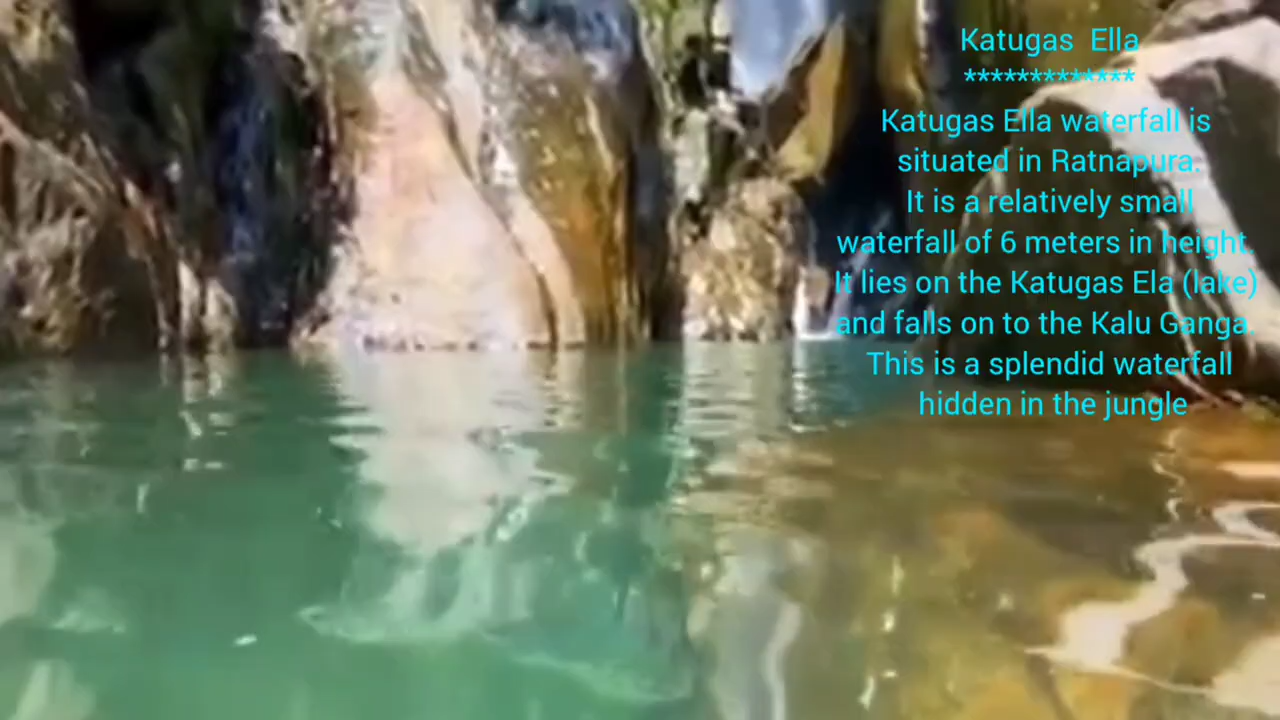 Katugas Ella
*************
Katugas Ella waterfall is
situated in Ratnapura.
It is a relatively small
waterfall of 6 meters in height.
It lies on the Katugas Ela (lake)
and falls on to the Kalu Ganga.
This is a splendid waterfall
hidden in the jungle